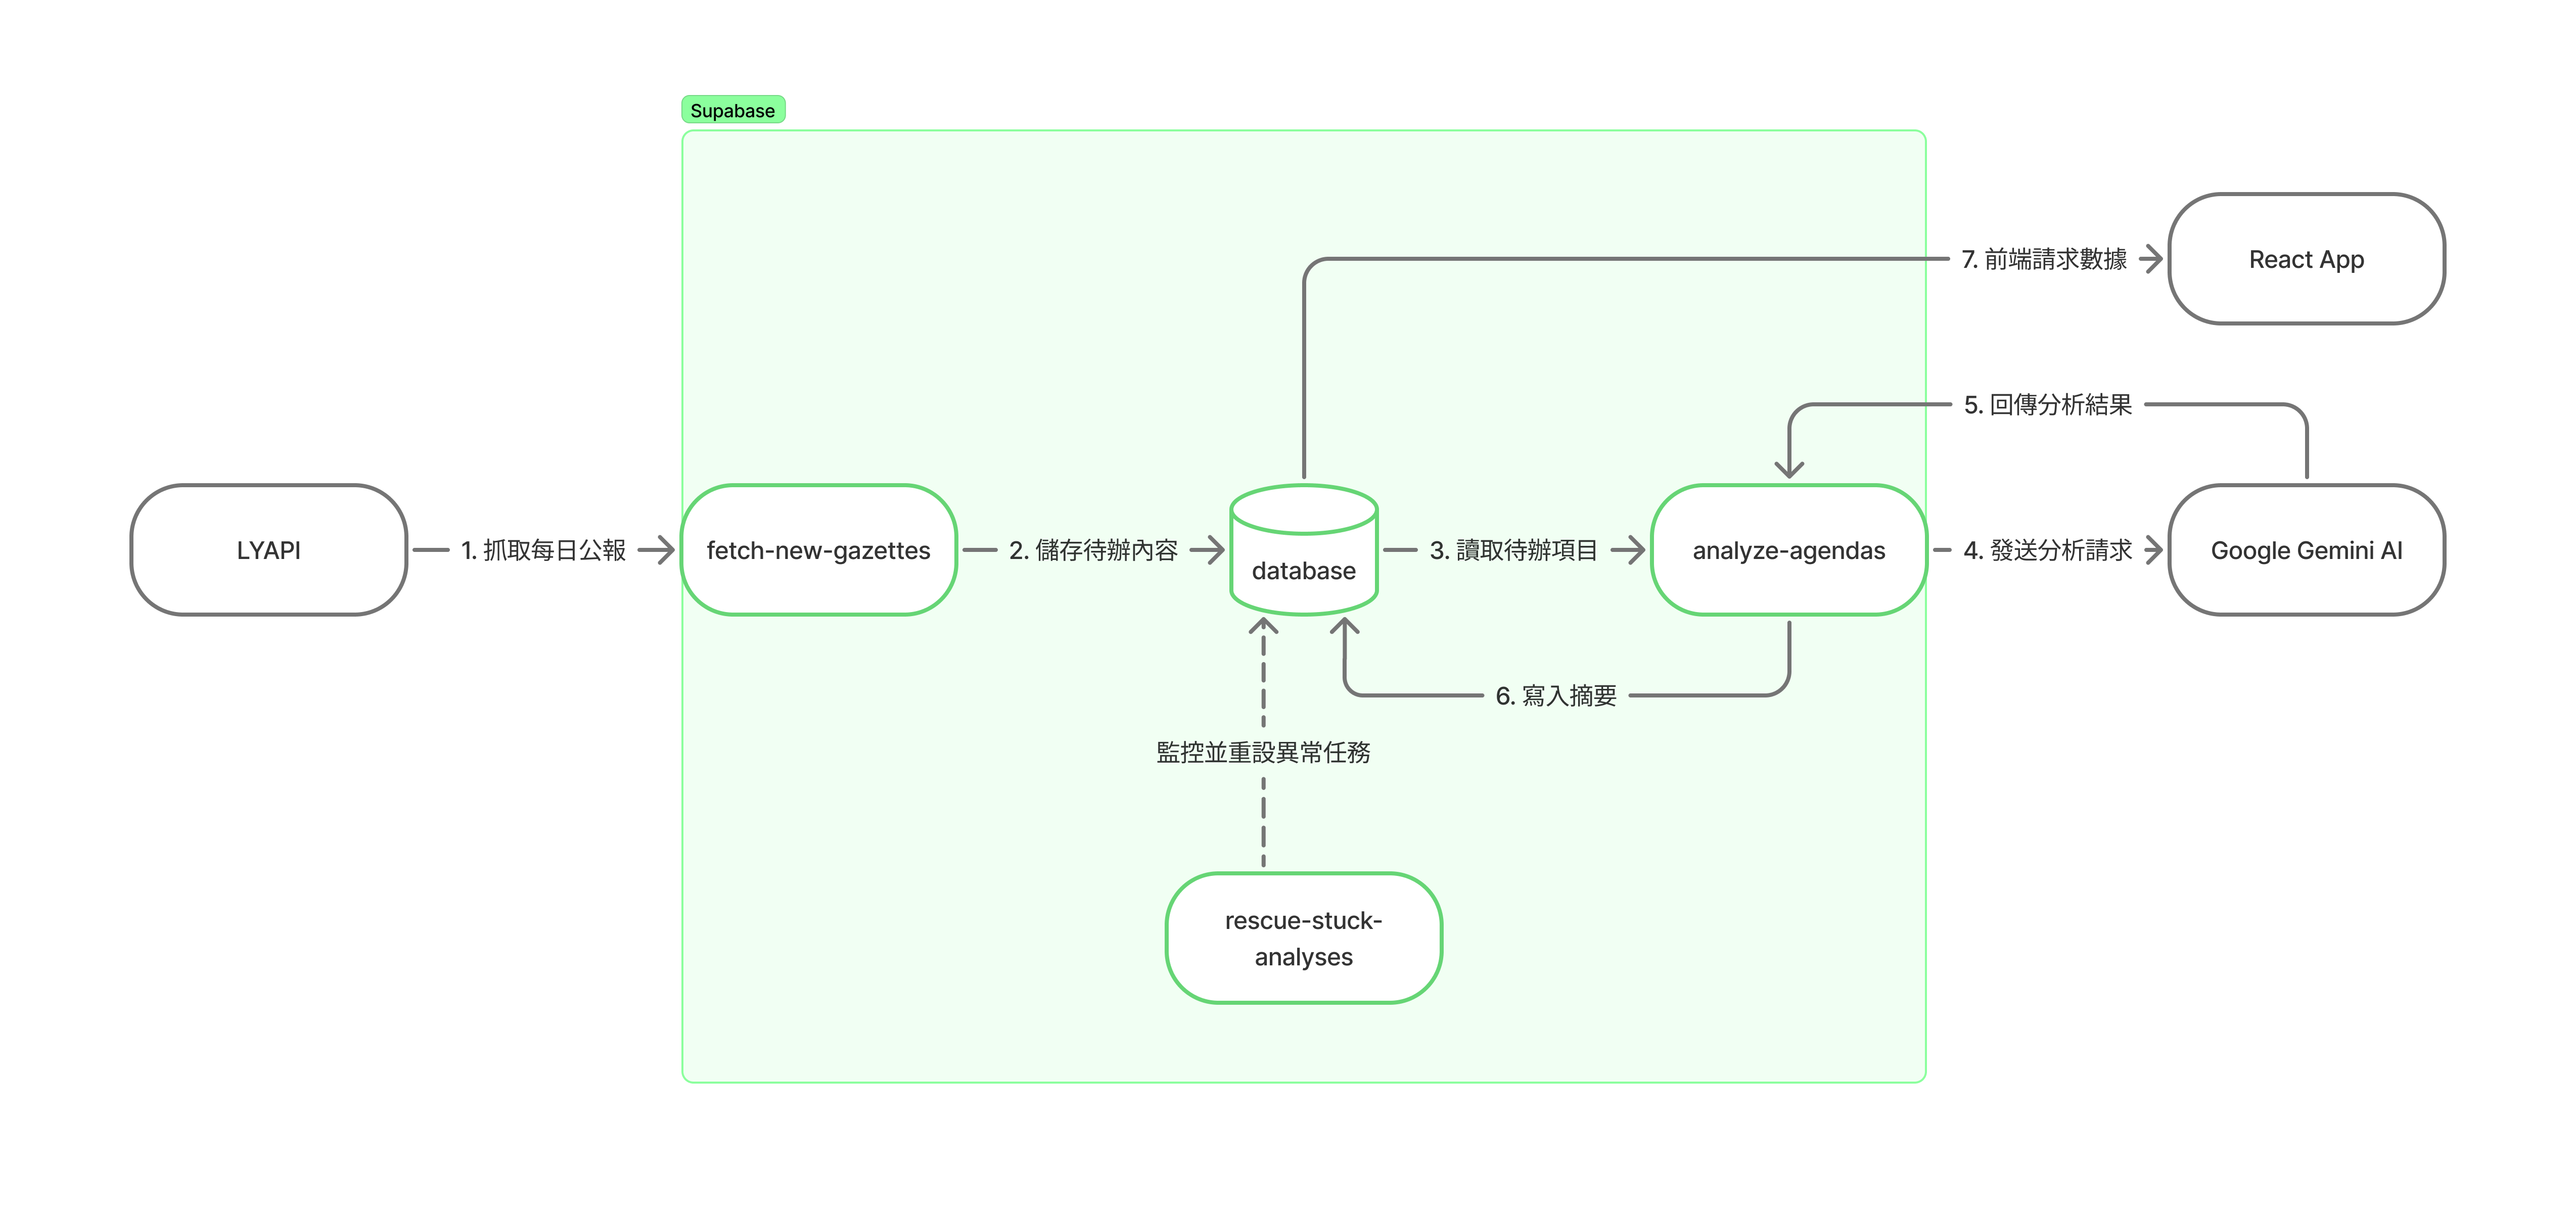 Supabase
7. 前端請求數據
React App
5. 回傳分析結果
LYAPI
1. 抓取每日公報
fetch-new-gazettes
2. 儲存待辦內容
database
3. 讀取待辦項目
analyze-agendas
4. 發送分析請求
Google Gemini AI
6. 寫入摘要
監控並重設異常任務
rescue-stuck-
analyses